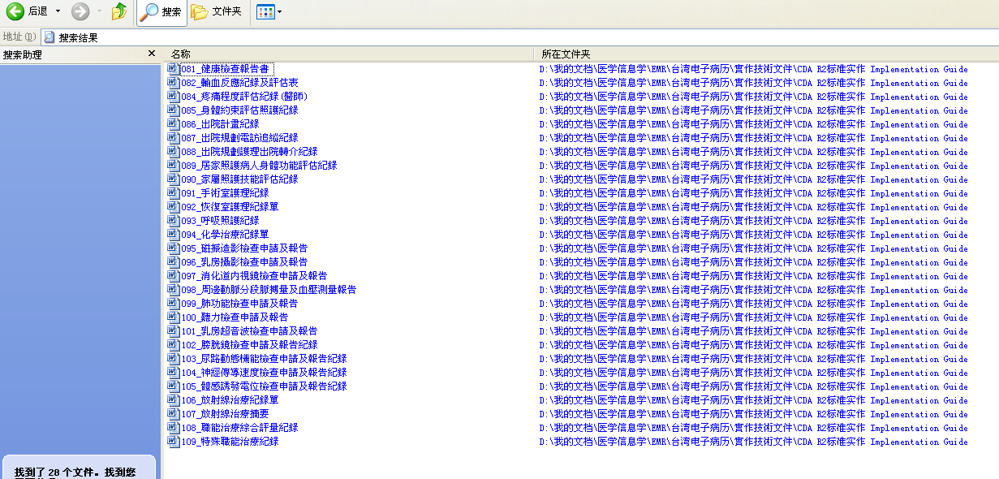 后退 搜索 文件夹
地址(D) 搜索结果
搜索助理 × 名称 所在文件夹
081_健康檢查報告書 D:\我的文档\医学信息学\EMR\台湾电子病历\實作技術文件\CDA R2标准实作 Implementation Guide
082_輸血反應紀錄及評估表 D:\我的文档\医学信息学\EMR\台湾电子病历\實作技術文件\CDA R2标准实作 Implementation Guide
084_疼痛程度評估紀錄(醫師) D:\我的文档\医学信息学\EMR\台湾电子病历\實作技術文件\CDA R2标准实作 Implementation Guide
085_身體約束評估照護紀錄 D:\我的文档\医学信息学\EMR\台湾电子病历\實作技術文件\CDA R2标准实作 Implementation Guide
086_出院計畫紀錄 D:\我的文档\医学信息学\EMR\台湾电子病历\實作技術文件\CDA R2标准实作 Implementation Guide
087_出院規劃電訪追縱紀錄 D:\我的文档\医学信息学\EMR\台湾电子病历\實作技術文件\CDA R2标准实作 Implementation Guide
088_出院規劃護理出院轉介紀錄 D:\我的文档\医学信息学\EMR\台湾电子病历\實作技術文件\CDA R2标准实作 Implementation Guide
089_居家照護病人身體功能評估紀錄 D:\我的文档\医学信息学\EMR\台湾电子病历\實作技術文件\CDA R2标准实作 Implementation Guide
090_家屬照護技能評估紀錄 D:\我的文档\医学信息学\EMR\台湾电子病历\實作技術文件\CDA R2标准实作 Implementation Guide
091_手術室護理紀錄 D:\我的文档\医学信息学\EMR\台湾电子病历\實作技術文件\CDA R2标准实作 Implementation Guide
092_恢復室護理紀錄單 D:\我的文档\医学信息学\EMR\台湾电子病历\實作技術文件\CDA R2标准实作 Implementation Guide
093_呼吸照護紀錄 D:\我的文档\医学信息学\EMR\台湾电子病历\實作技術文件\CDA R2标准实作 Implementation Guide
094_化學治療紀錄單 D:\我的文档\医学信息学\EMR\台湾电子病历\實作技術文件\CDA R2标准实作 Implementation Guide
095_磁振造影檢查申請及報告 D:\我的文档\医学信息学\EMR\台湾电子病历\實作技術文件\CDA R2标准实作 Implementation Guide
096_乳房攝影檢查申請及報告 D:\我的文档\医学信息学\EMR\台湾电子病历\實作技術文件\CDA R2标准实作 Implementation Guide
097_消化道內視鏡檢查申請及報告 D:\我的文档\医学信息学\EMR\台湾电子病历\實作技術文件\CDA R2标准实作 Implementation Guide
098_周邊動脈分段脈搏量及血壓測量報告 D:\我的文档\医学信息学\EMR\台湾电子病历\實作技術文件\CDA R2标准实作 Implementation Guide
099_肺功能檢查申請及報告 D:\我的文档\医学信息学\EMR\台湾电子病历\實作技術文件\CDA R2标准实作 Implementation Guide
100_聽力檢查申請及報告 D:\我的文档\医学信息学\EMR\台湾电子病历\實作技術文件\CDA R2标准实作 Implementation Guide
101_乳房超音波檢查申請及報告 D:\我的文档\医学信息学\EMR\台湾电子病历\實作技術文件\CDA R2标准实作 Implementation Guide
102_膀胱鏡檢查申請及報告紀錄 D:\我的文档\医学信息学\EMR\台湾电子病历\實作技術文件\CDA R2标准实作 Implementation Guide
103_尿路動態機能檢查申請及報告紀錄 D:\我的文档\医学信息学\EMR\台湾电子病历\實作技術文件\CDA R2标准实作 Implementation Guide
104_神經傳導速度檢查申請及報告紀錄 D:\我的文档\医学信息学\EMR\台湾电子病历\實作技術文件\CDA R2标准实作 Implementation Guide
105_體感誘發電位檢查申請及報告紀錄 D:\我的文档\医学信息学\EMR\台湾电子病历\實作技術文件\CDA R2标准实作 Implementation Guide
106_放射線治療紀錄單 D:\我的文档\医学信息学\EMR\台湾电子病历\實作技術文件\CDA R2标准实作 Implementation Guide
107_放射線治療摘要 D:\我的文档\医学信息学\EMR\台湾电子病历\實作技術文件\CDA R2标准实作 Implementation Guide
108_職能治療綜合評量紀錄 D:\我的文档\医学信息学\EMR\台湾电子病历\實作技術文件\CDA R2标准实作 Implementation Guide
109_特殊職能治療紀錄 D:\我的文档\医学信息学\EMR\台湾电子病历\實作技術文件\CDA R2标准实作 Implementation Guide
找到了 28 个文件。找到您